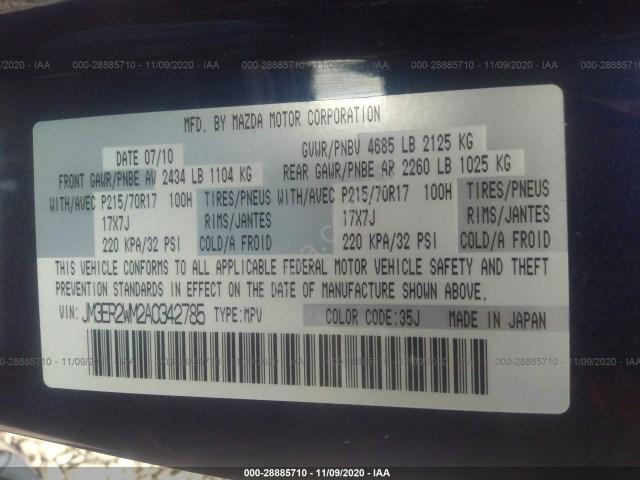 000-28885710 - 11/09/2020 - IAA
MFD. BY MAZDA MOTOR CORPORATION
DATE 07/10 GVWR/PNBV 4685 LB 2125 KG
FRONT GAWR/PNBE AV 2434 LB 1104 KG REAR GAWR/PNBE AR 2260 LB 1025 KG
WITH/AVEC P215/70R17 100H TIRES/PNEUS WITH/AVEC P215/70R17 100H TIRES/PNEUS
17X7J RIMS/JANTES 17X7J RIMS/JANTES
220 KPA/32 PSI COLD/A FROID 220 KPA/32 PSI COLD/A FROID
THIS VEHICLE CONFORMS TO ALL APPLICABLE FEDERAL MOTOR VEHICLE SAFETY AND THEFT
PREVENTION STANDARDS IN EFFECT ON THE DATE OF MANUFACTURE SHOWN ABOVE.
VIN: JM3ER2WM2A0342785 TYPE:MPV COLOR CODE:35J MADE IN JAPAN
000-28885710 - 11/09/2020 - IAA
000-28885710 - 11/09/2020 - IAA